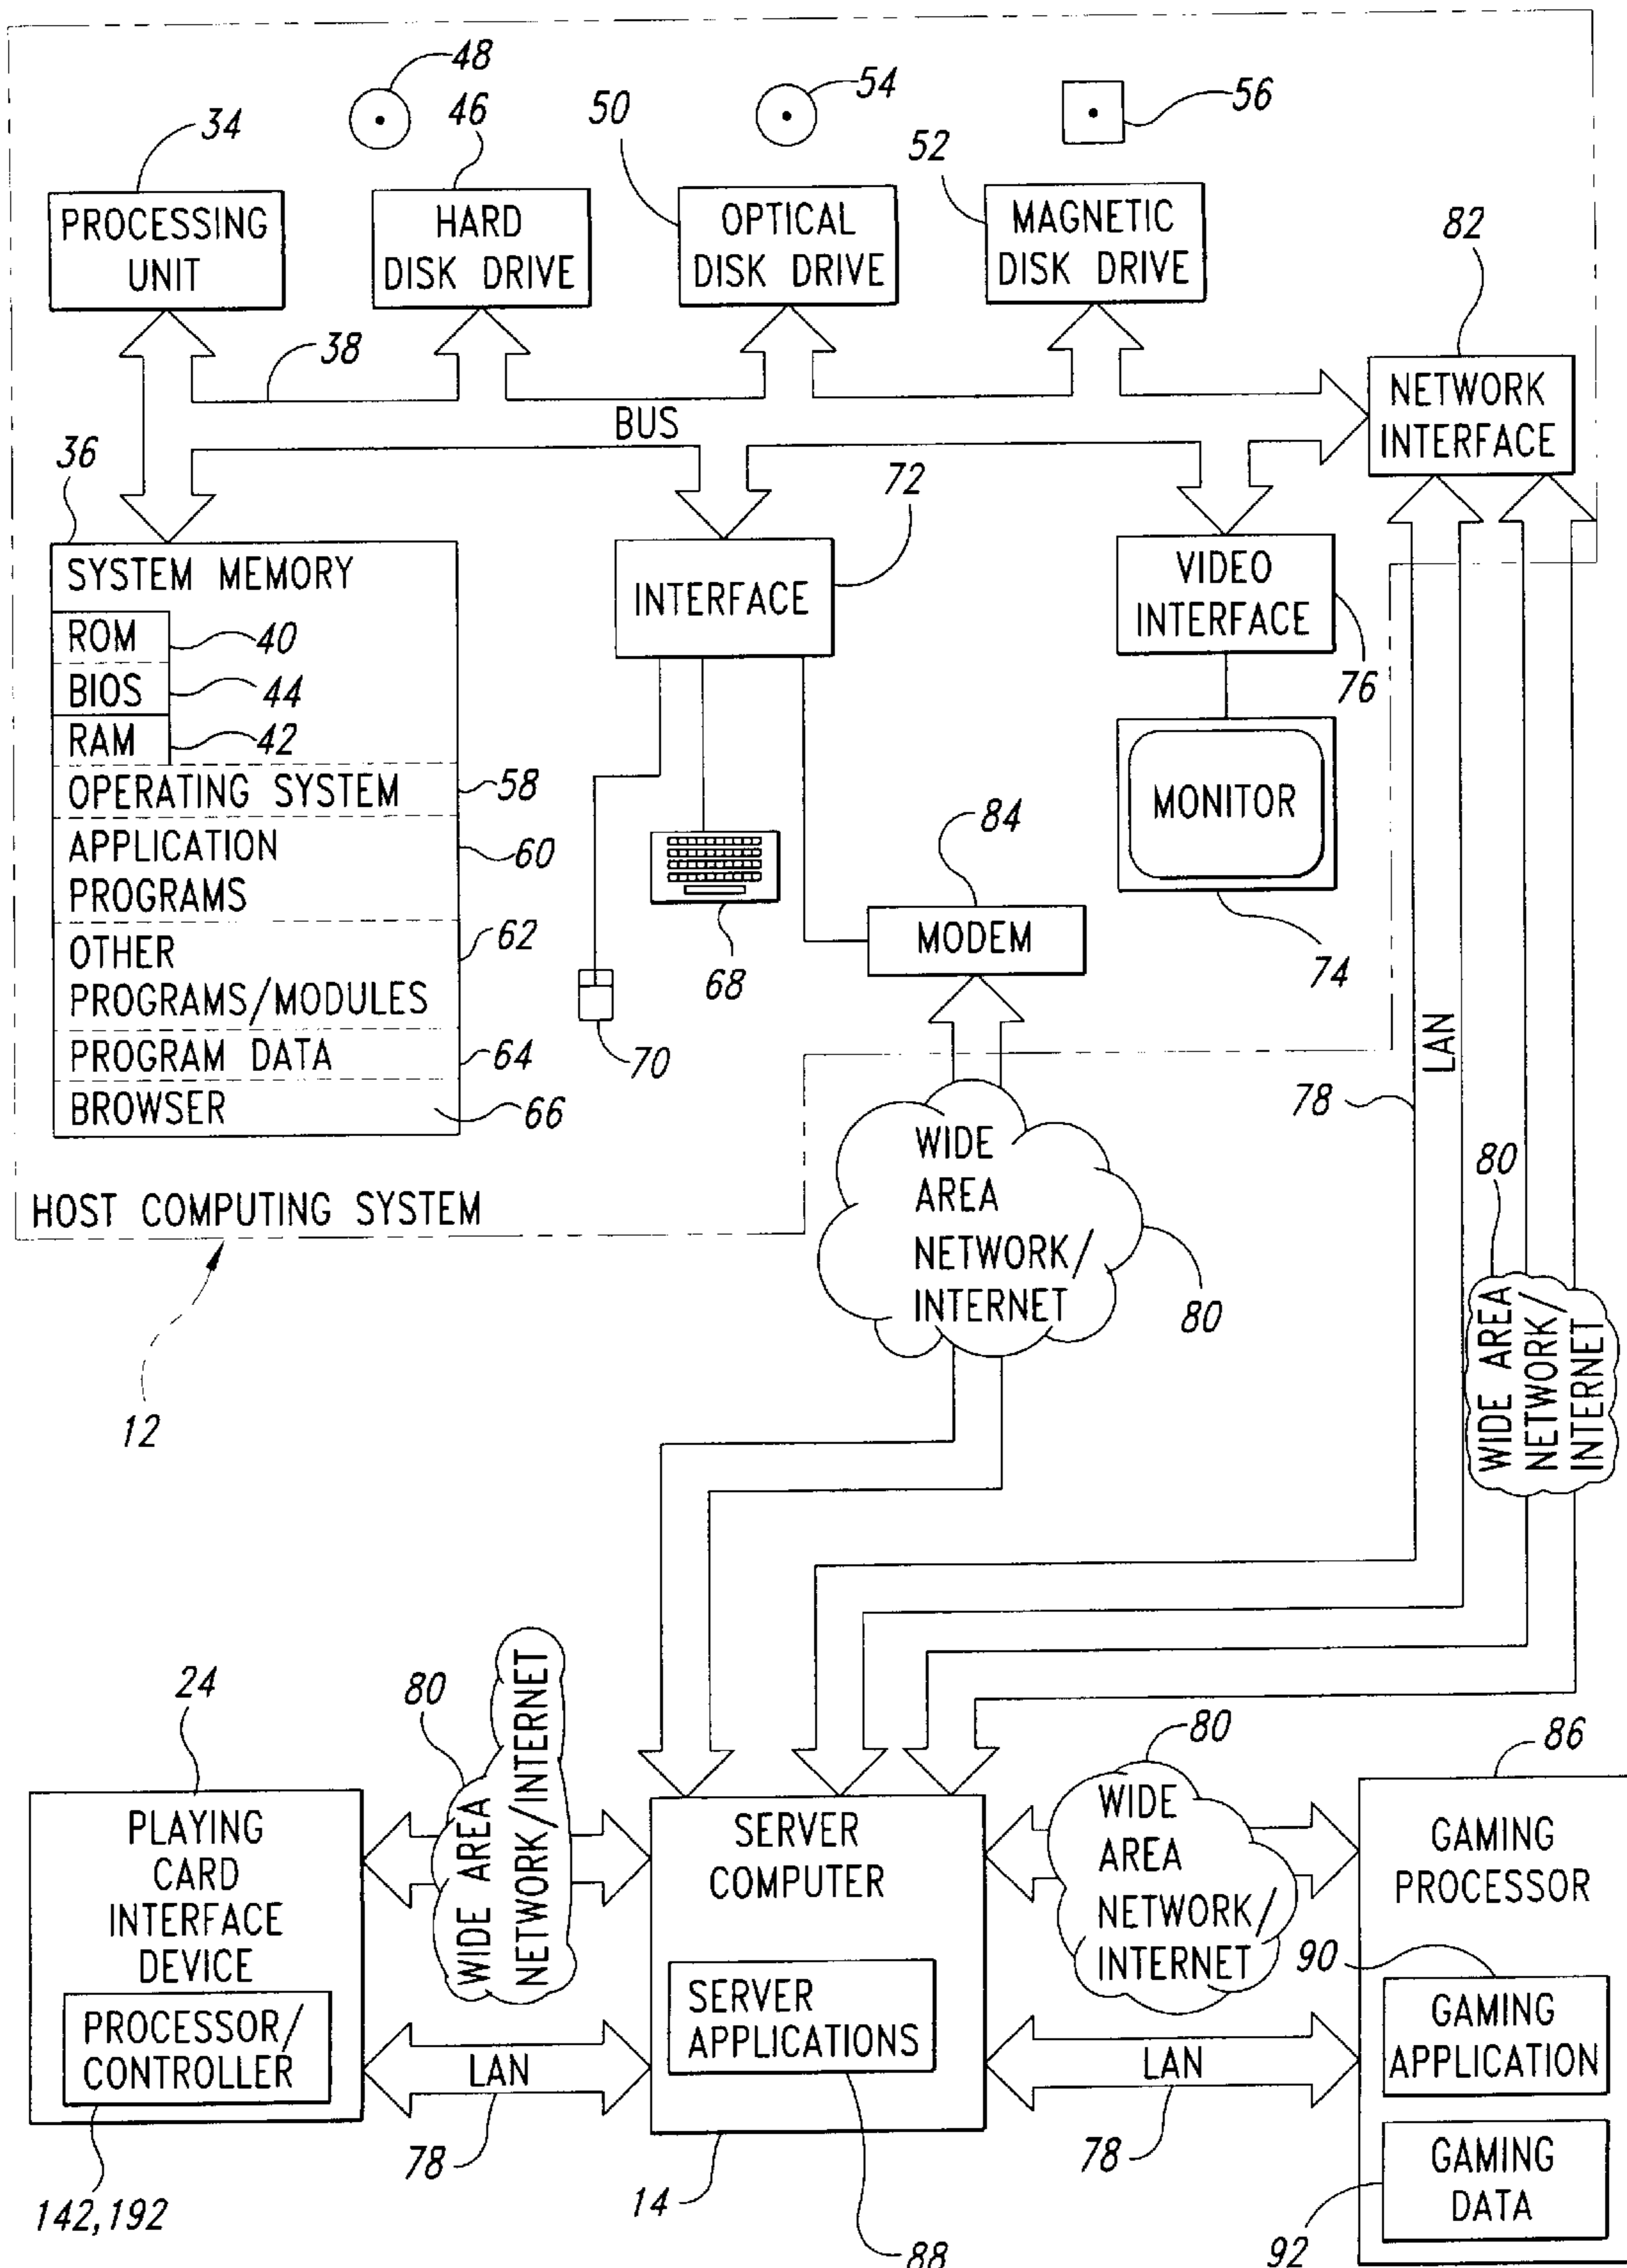 48
54
56
34
46
50
52
PROCESSING
UNIT
HARD
DISK DRIVE
OPTICAL
DISK DRIVE
MAGNETIC
DISK DRIVE
82
38
NETWORK
INTERFACE
BUS
36
72
SYSTEM MEMORY
ROM
40
BIOS
44
RAM
42
OPERATING SYSTEM
58
APPLICATION
PROGRAMS
60
OTHER
PROGRAMS/MODULES
62
PROGRAM DATA
64
BROWSER
66
INTERFACE
VIDEO
INTERFACE
76
MONITOR
74
84
MODEM
68
70
LAN
78
HOST COMPUTING SYSTEM
12
WIDE
AREA
NETWORK/
INTERNET
80
80
WIDE AREA
NETWORK/
INTERNET
24
80
WIDE AREA
NETWORK/INTERNET
80
86
PLAYING
CARD
INTERFACE
DEVICE
PROCESSOR/
CONTROLLER
142,192
SERVER
COMPUTER
SERVER
APPLICATIONS
14
88
WIDE
AREA
NETWORK/
INTERNET
LAN
78
LAN
78
GAMING
PROCESSOR
90
GAMING
APPLICATION
GAMING
DATA
92